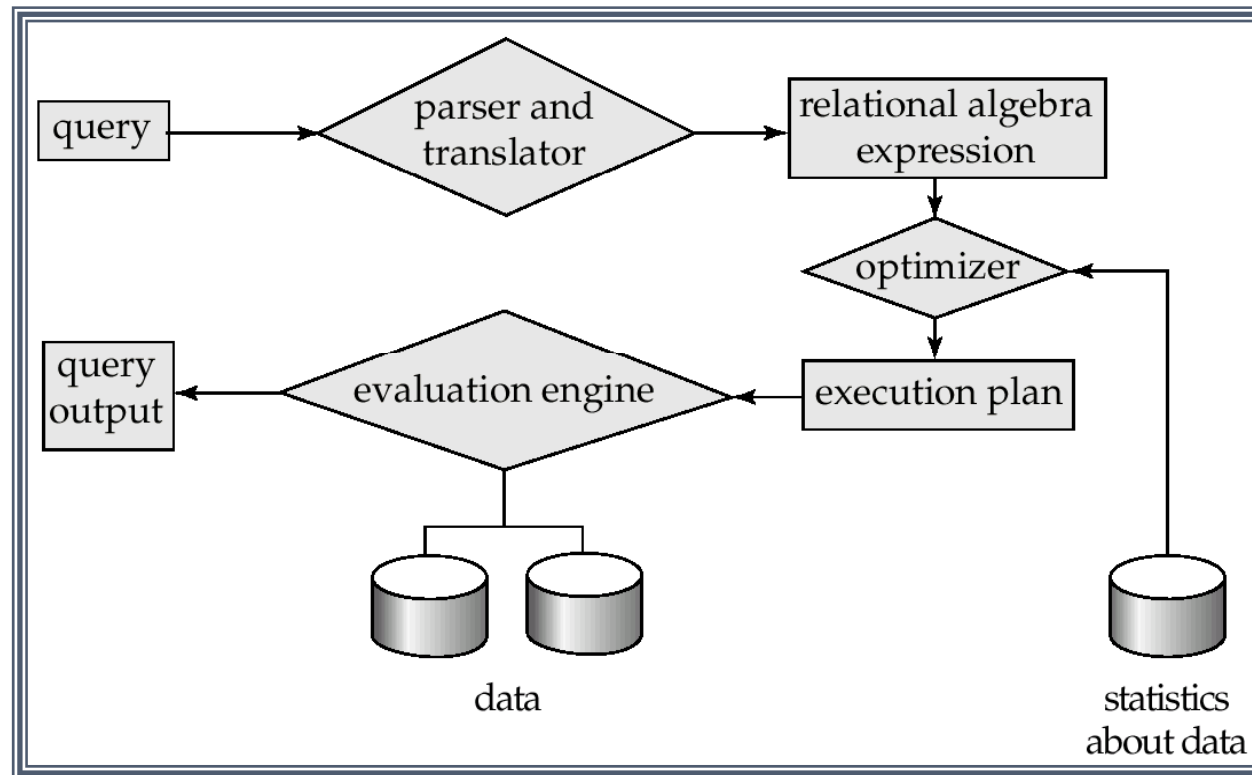 query
parser and
translator
relational algebra
expression
optimizer
query
output
evaluation engine
execution plan
data
statistics
about data